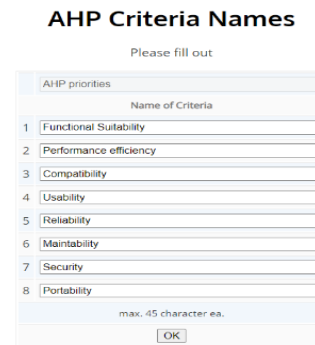 AHP Criteria Names
Please fill out
AHP priorities
Name of Criteria
1 Functional Suitability
2 Performance efficiency
3 Compatibility
4 Usability
5 Reliability
6 Maintability
7 Security
8 Portability
max. 45 character ea.
OK